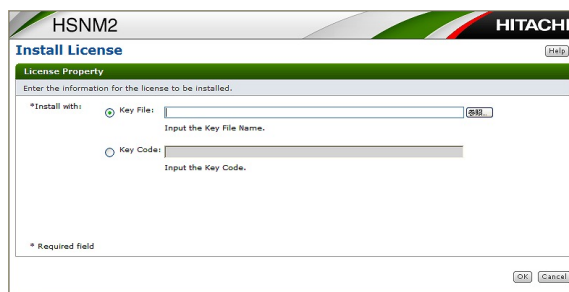 HSNM2
HITACHI
Install License
Help
License Property
Enter the information for the license to be installed.
*Install with:
Key File:
参照...
Input the Key File Name.
Key Code:
Input the Key Code.
* Required field
OK Cancel